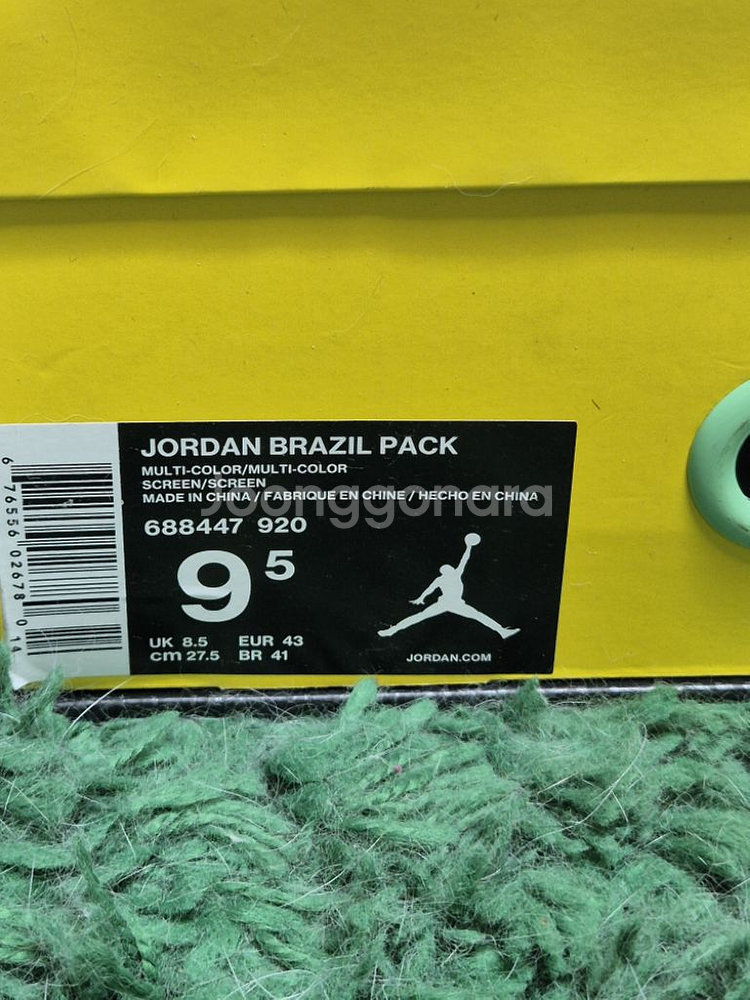 JORDAN BRAZIL PACK
MULTI-COLOR/MULTI-COLOR
SCREEN/SCREEN
MADE IN CHINA / FABRIQUE EN CHINE / HECHO EN CHINA
Joonggonara
688447 920
9 5
UK 8.5 EUR 43
cm 27.5 BR 41
JORDAN.COM
6 76556 02678 0 14